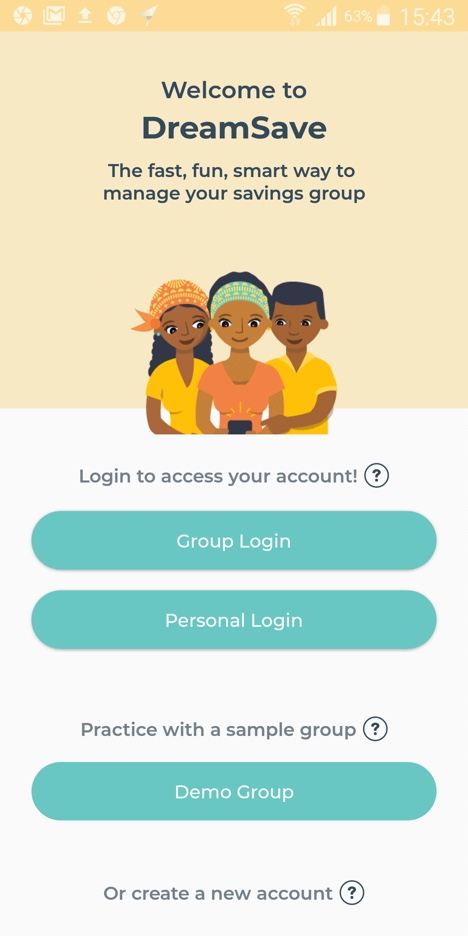 63% 15:43
Welcome to
DreamSave
The fast, fun, smart way to
manage your savings group
Login to access your account! ?
Group Login
Personal Login
Practice with a sample group ?
Demo Group
Or create a new account ?